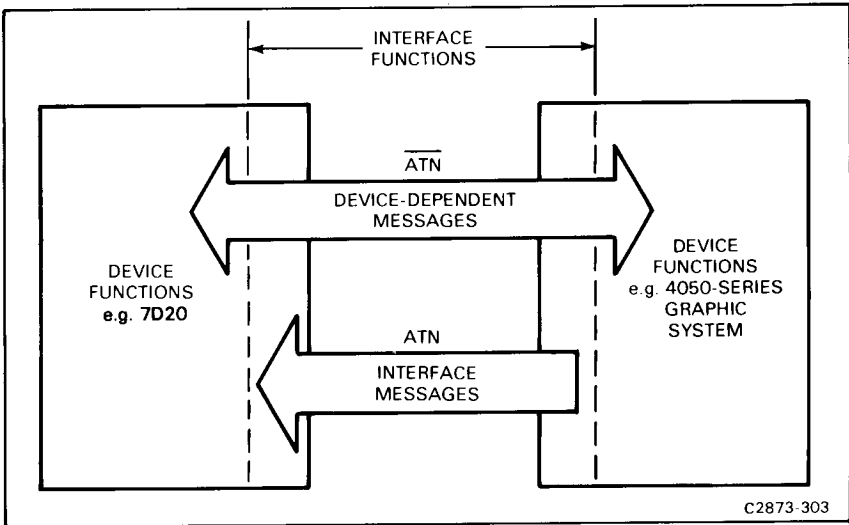 INTERFACE
FUNCTIONS
ATN
DEVICE-DEPENDENT
MESSAGES
DEVICE
FUNCTIONS
e.g. 7D20
DEVICE
FUNCTIONS
e.g. 4050-SERIES
GRAPHIC
SYSTEM
ATN
INTERFACE
MESSAGES
C2873-303